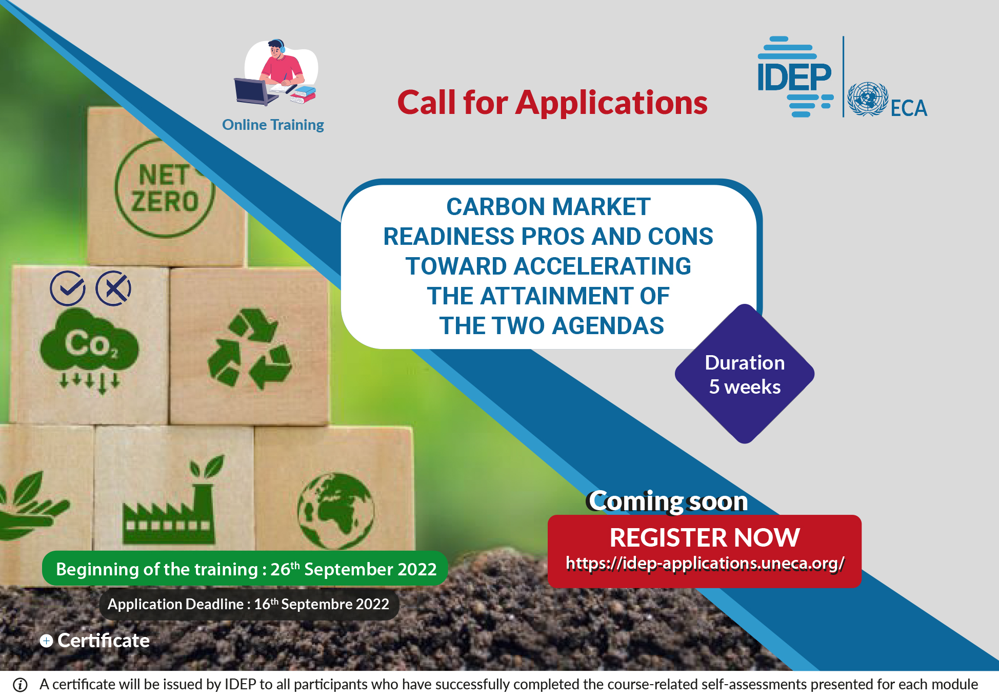 Online Training
Call for Applications
IDEP
ECA
NET
ZERO
CARBON MARKET
READINESS PROS AND CONS
TOWARD ACCELERATING
THE ATTAINMENT OF
THE TWO AGENDAS
Co₂
Duration
5 weeks
Coming soon
REGISTER NOW
https://idep-applications.uneca.org/
Beginning of the training : 26th September 2022
Application Deadline : 16th Septembre 2022
+ Certificate
i A certificate will be issued by IDEP to all participants who have successfully completed the course-related self-assessments presented for each module